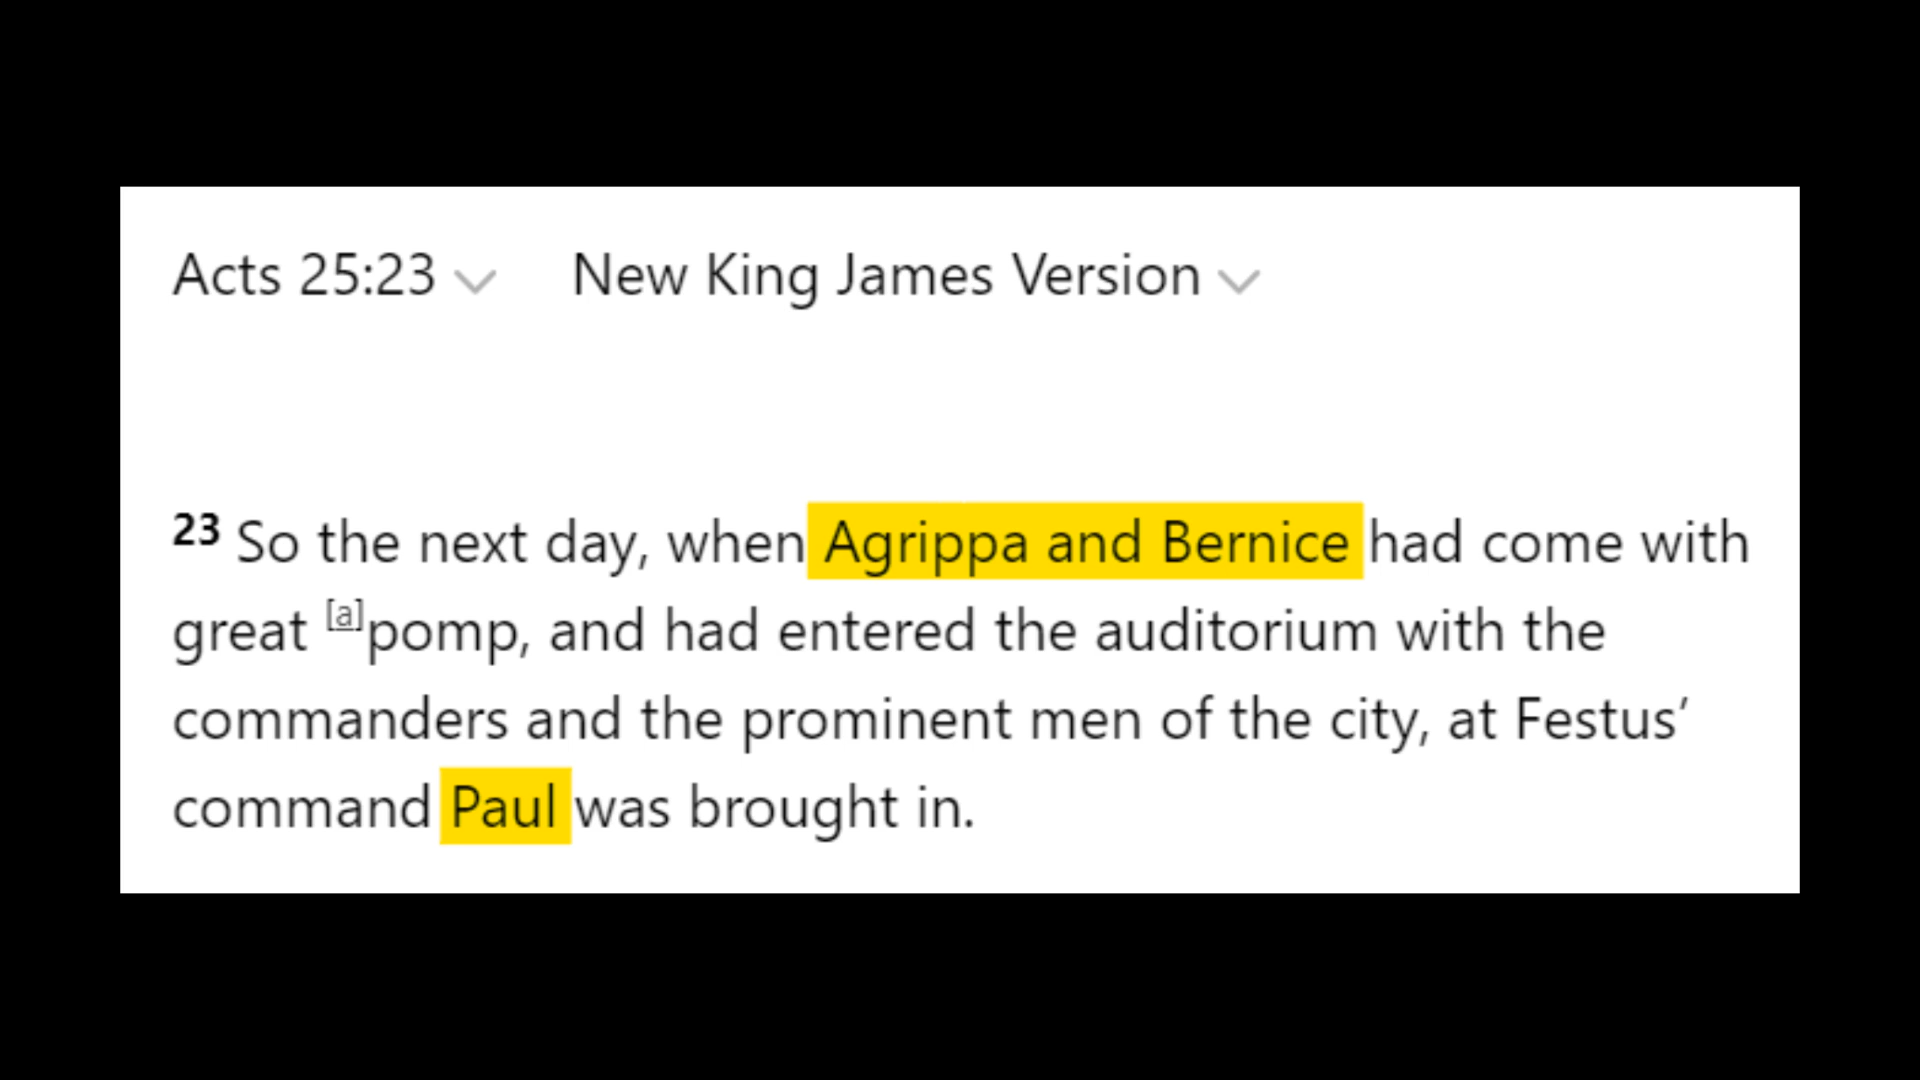 Acts 25:23 New King James Version
23 So the next day, when Agrippa and Bernice had come with
great [a]pomp, and had entered the auditorium with the
commanders and the prominent men of the city, at Festus’
command Paul was brought in.